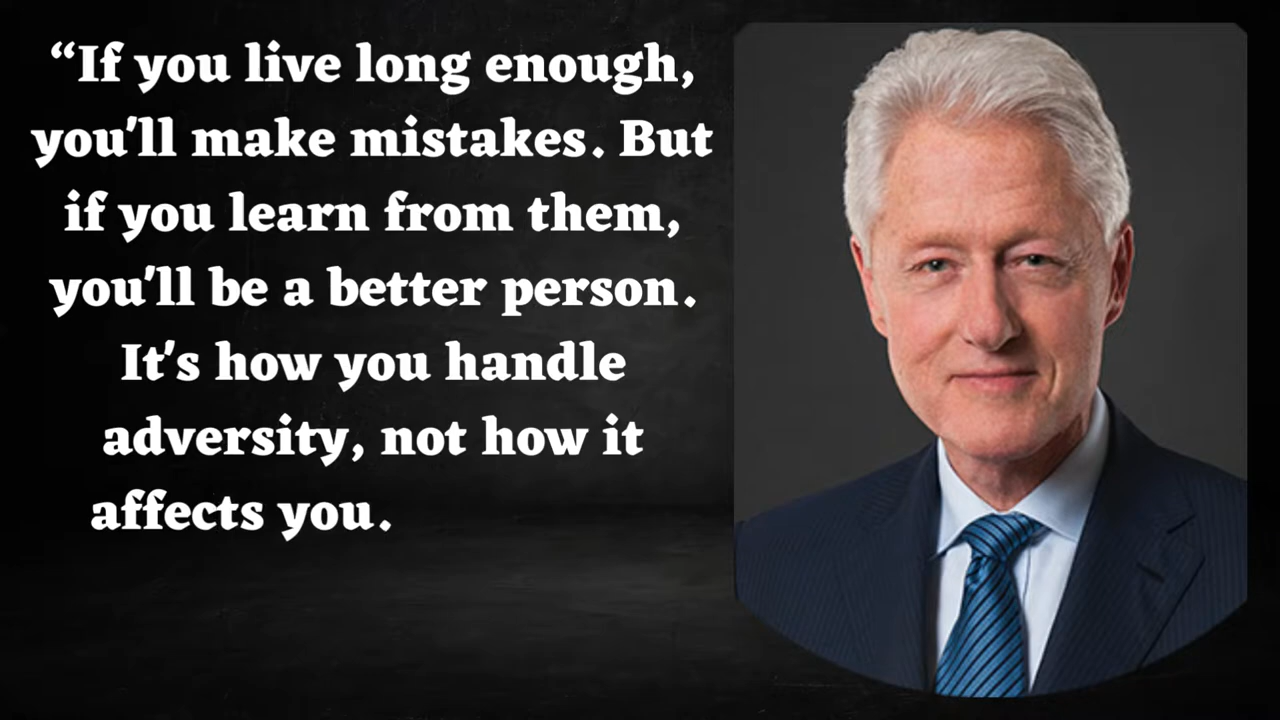 “If you live long enough,
you'll make mistakes. But
if you learn from them,
you'll be a better person.
It's how you handle
adversity, not how it
affects you.